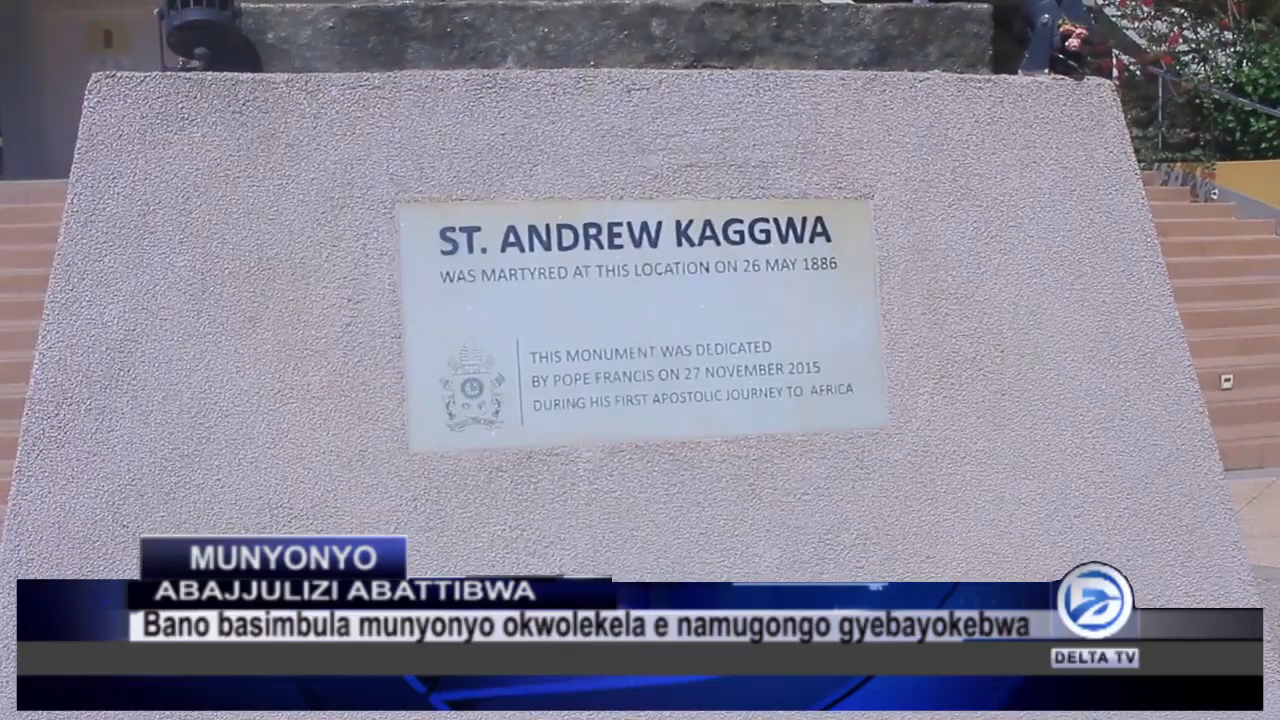 ST. ANDREW KAGGWA
WAS MARTYRED AT THIS LOCATION ON 26 MAY 1886
THIS MONUMENT WAS DEDICATED
BY POPE FRANCIS ON 27 NOVEMBER 2015
DURING HIS FIRST APOSTOLIC JOURNEY TO AFRICA
MUNYONYO
ABAJJULIZI ABATTIBWA
Bano basimbula munyonyo okwolekela e namugongo gyebayokebwa
DELTA TV